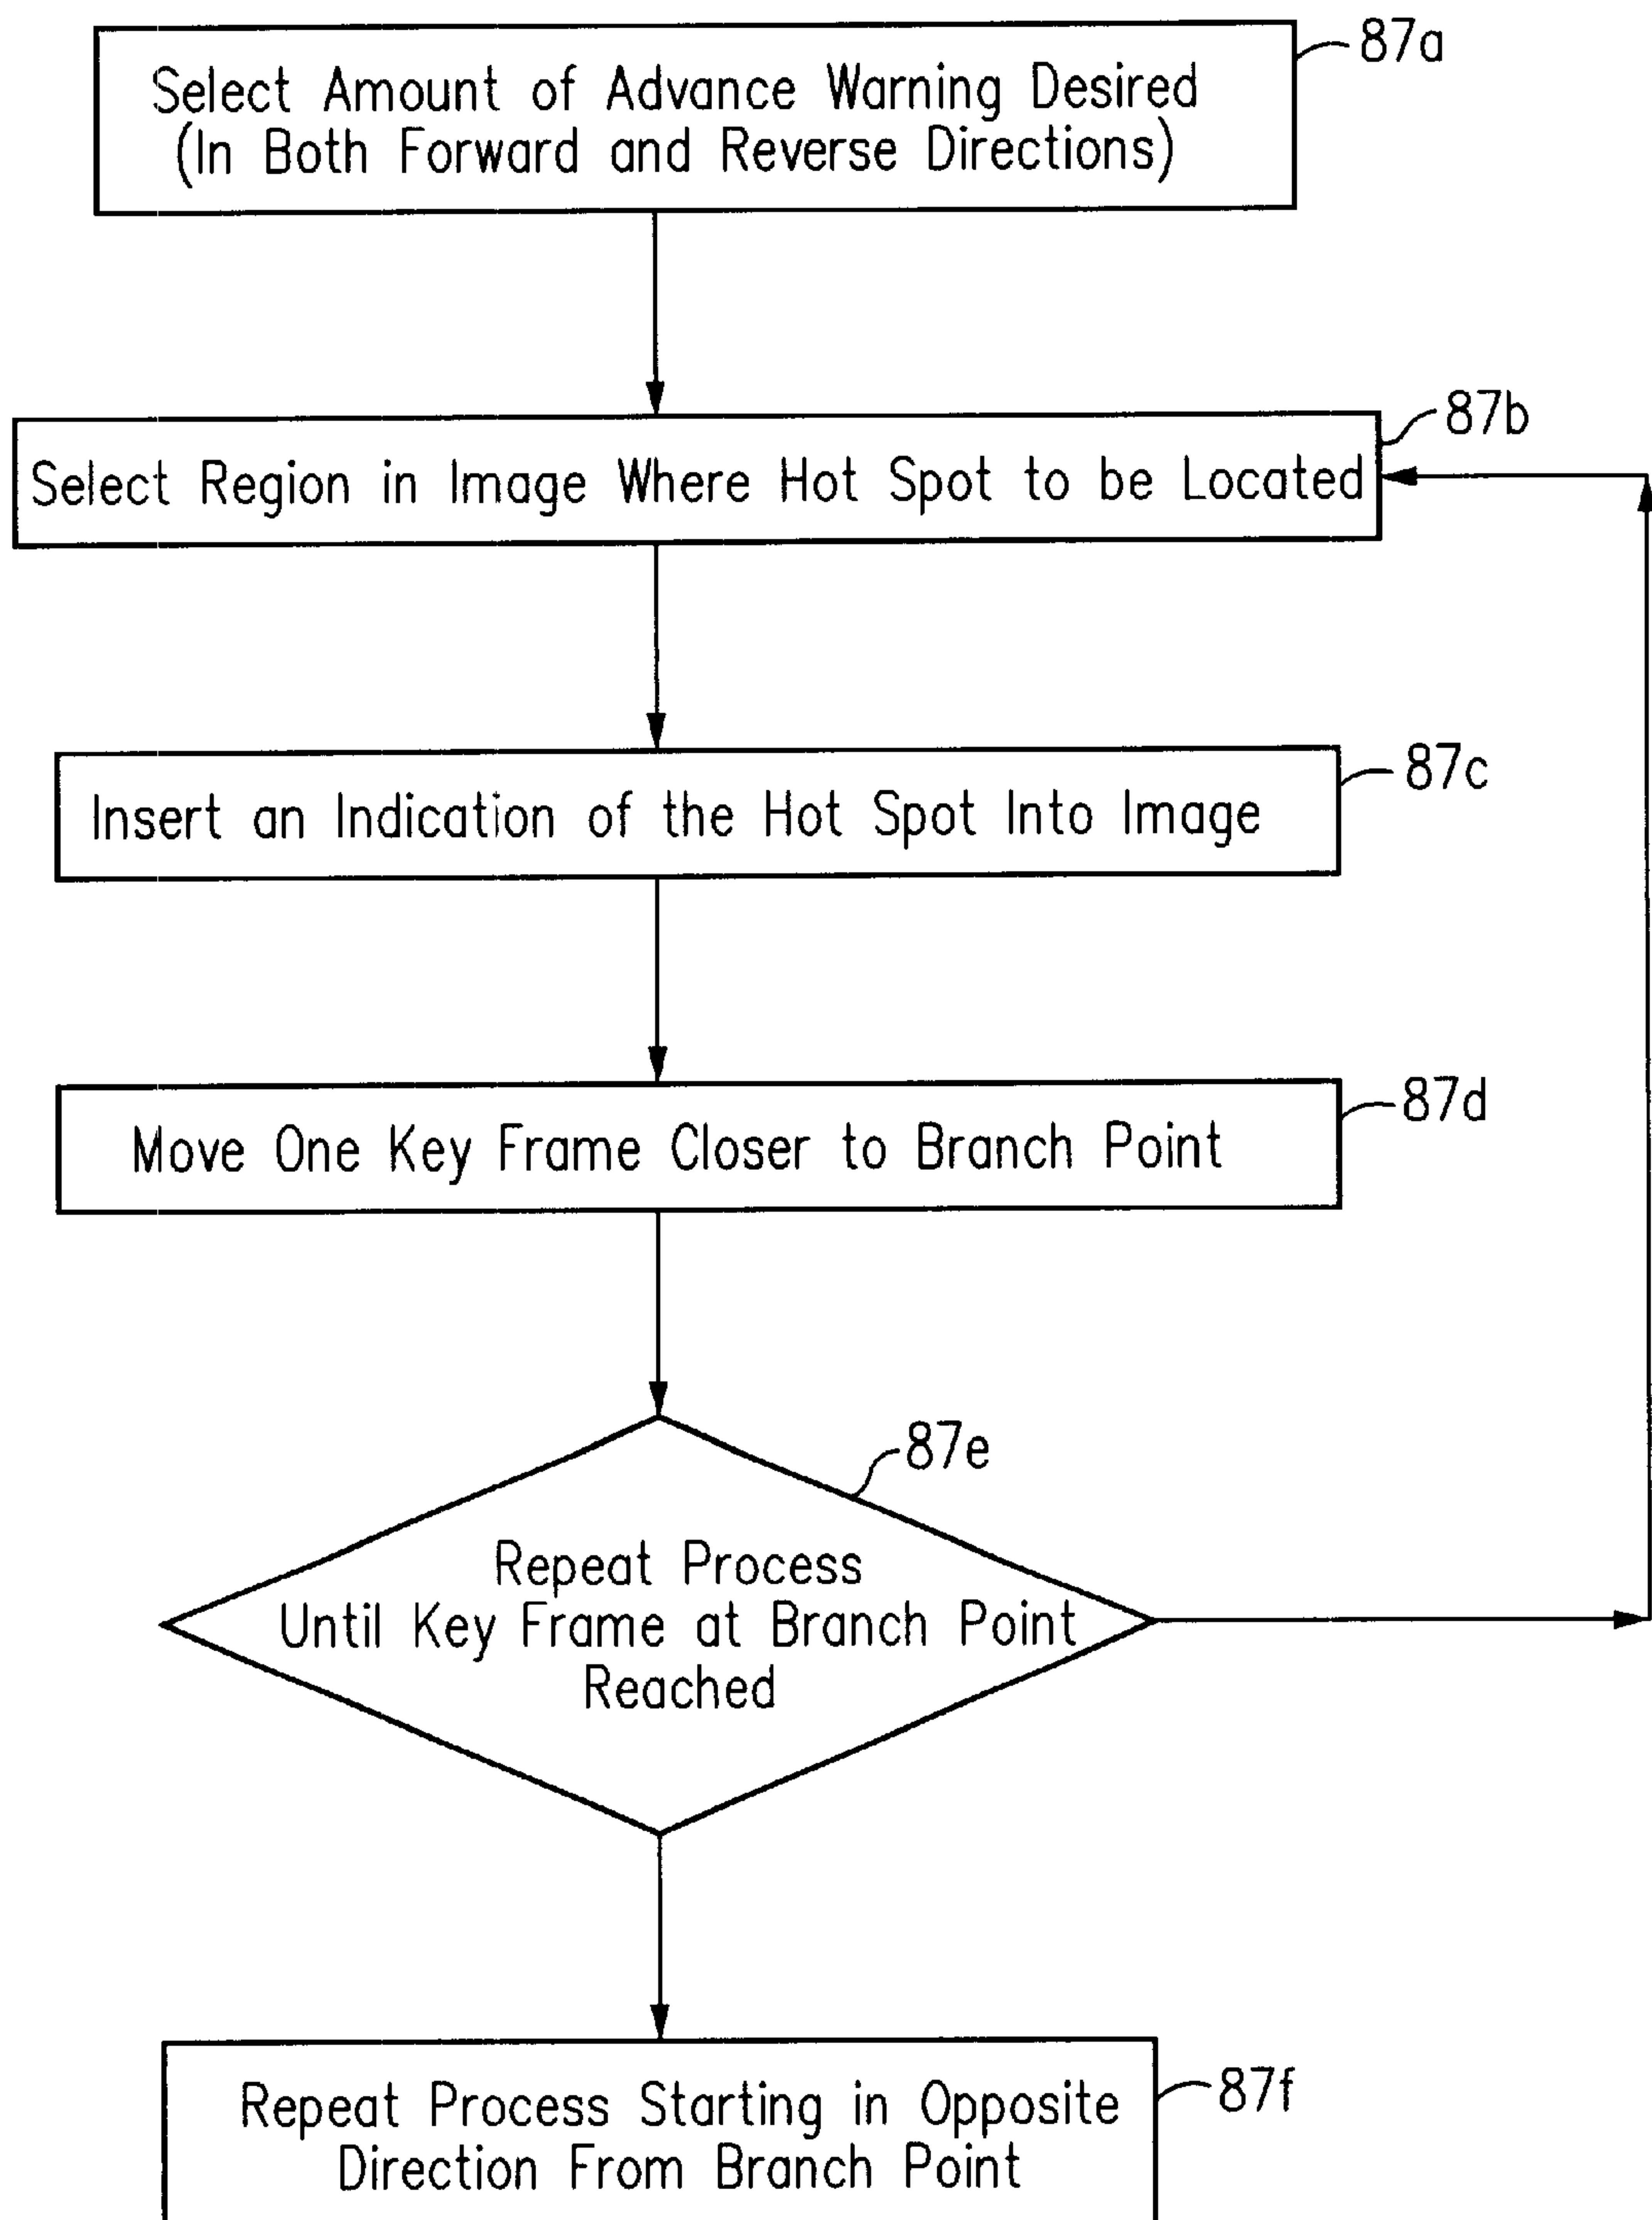 87a
Select Amount of Advance Warning Desired
(In Both Forward and Reverse Directions)
87b
Select Region in Image Where Hot Spot to be Located
87c
Insert an Indication of the Hot Spot Into Image
87d
Move One Key Frame Closer to Branch Point
87e
Repeat Process
Until Key Frame at Branch Point
Reached
87f
Repeat Process Starting in Opposite
Direction From Branch Point